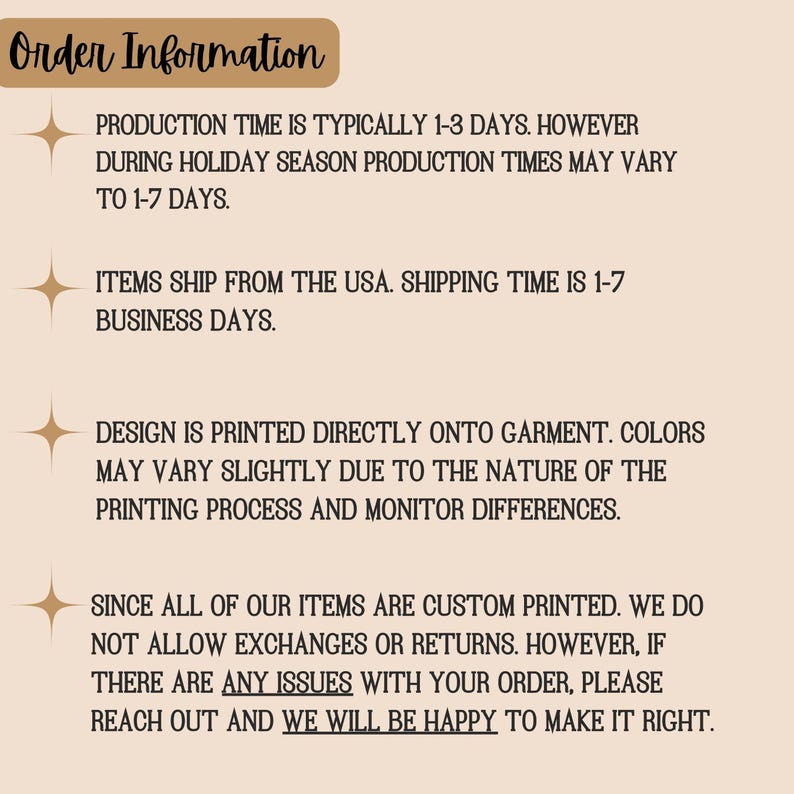 Order Information
PRODUCTION TIME IS TYPICALLY 1-3 DAYS. HOWEVER
DURING HOLIDAY SEASON PRODUCTION TIMES MAY VARY
TO 1-7 DAYS.
ITEMS SHIP FROM THE USA. SHIPPING TIME IS 1-7
BUSINESS DAYS.
DESIGN IS PRINTED DIRECTLY ONTO GARMENT. COLORS
MAY VARY SLIGHTLY DUE TO THE NATURE OF THE
PRINTING PROCESS AND MONITOR DIFFERENCES.
SINCE ALL OF OUR ITEMS ARE CUSTOM PRINTED. WE DO
NOT ALLOW EXCHANGES OR RETURNS. HOWEVER, IF
THERE ARE ANY ISSUES WITH YOUR ORDER, PLEASE
REACH OUT AND WE WILL BE HAPPY TO MAKE IT RIGHT.